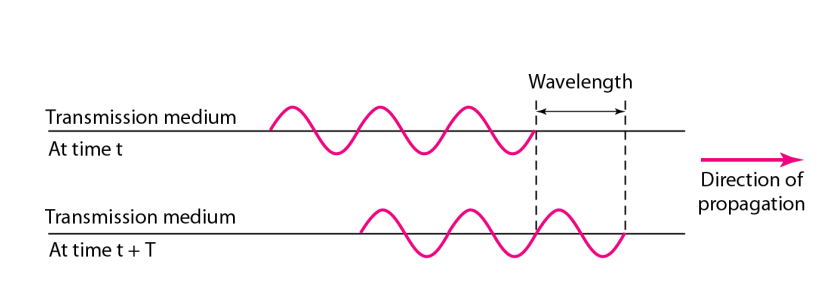 Wavelength
Transmission medium
At time t
Direction of
propagation
Transmission medium
At time t + T